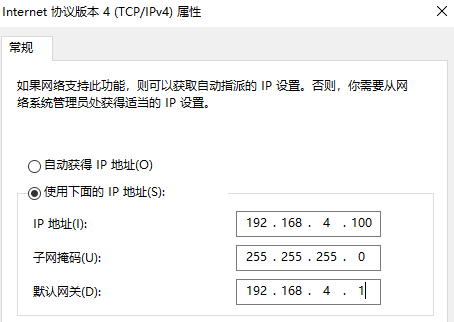 Internet 协议版本 4 (TCP/IPv4) 属性
常规
如果网络支持此功能，则可以获取自动指派的 IP 设置。否则，你需要从网
络系统管理员处获得适当的 IP 设置。
自动获得 IP 地址(O)
使用下面的 IP 地址(S):
IP 地址(I): 192 . 168 . 4 . 100
子网掩码(U): 255 . 255 . 255 . 0
默认网关(D): 192 . 168 . 4 . 1